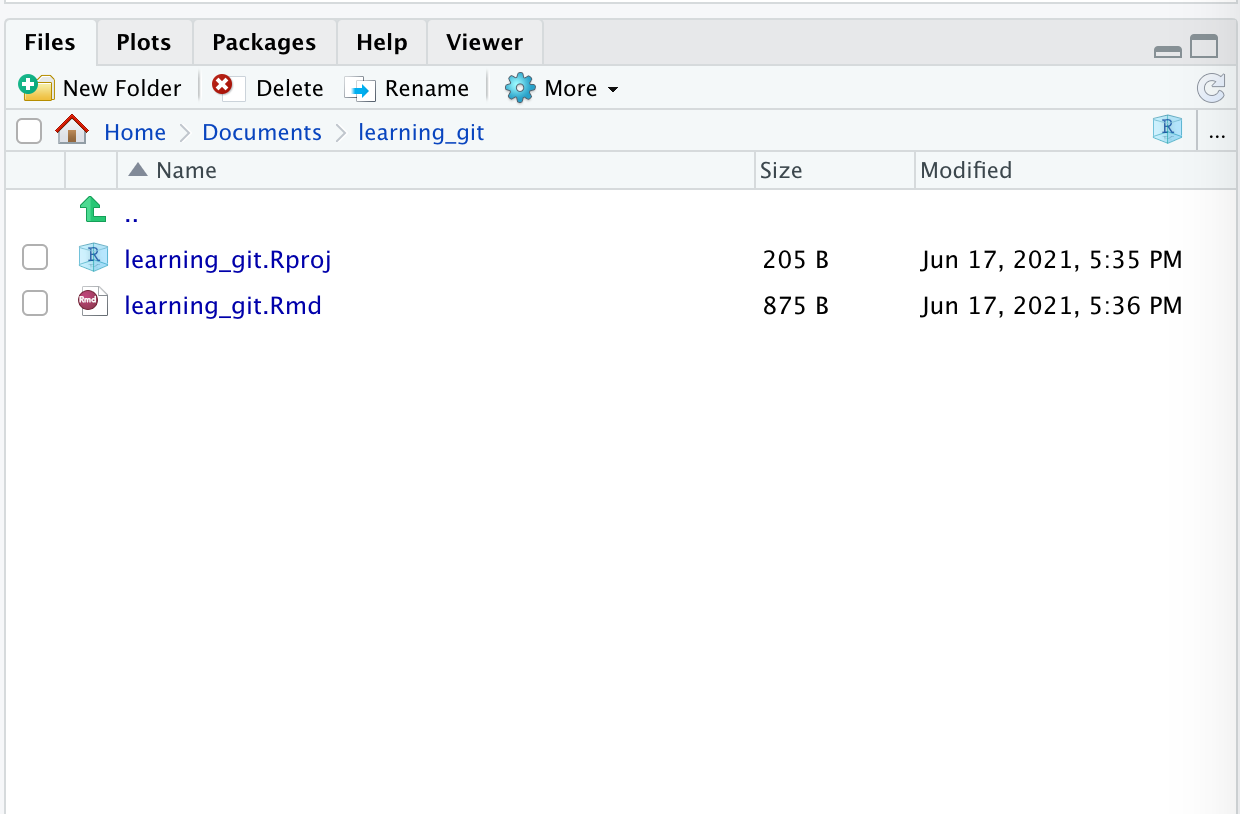 Files Plots Packages Help Viewer
New Folder Delete Rename More
Home Documents learning_git R ...
Name Size Modified
..
R learning_git.Rproj 205 B Jun 17, 2021, 5:35 PM
Rmd learning_git.Rmd 875 B Jun 17, 2021, 5:36 PM